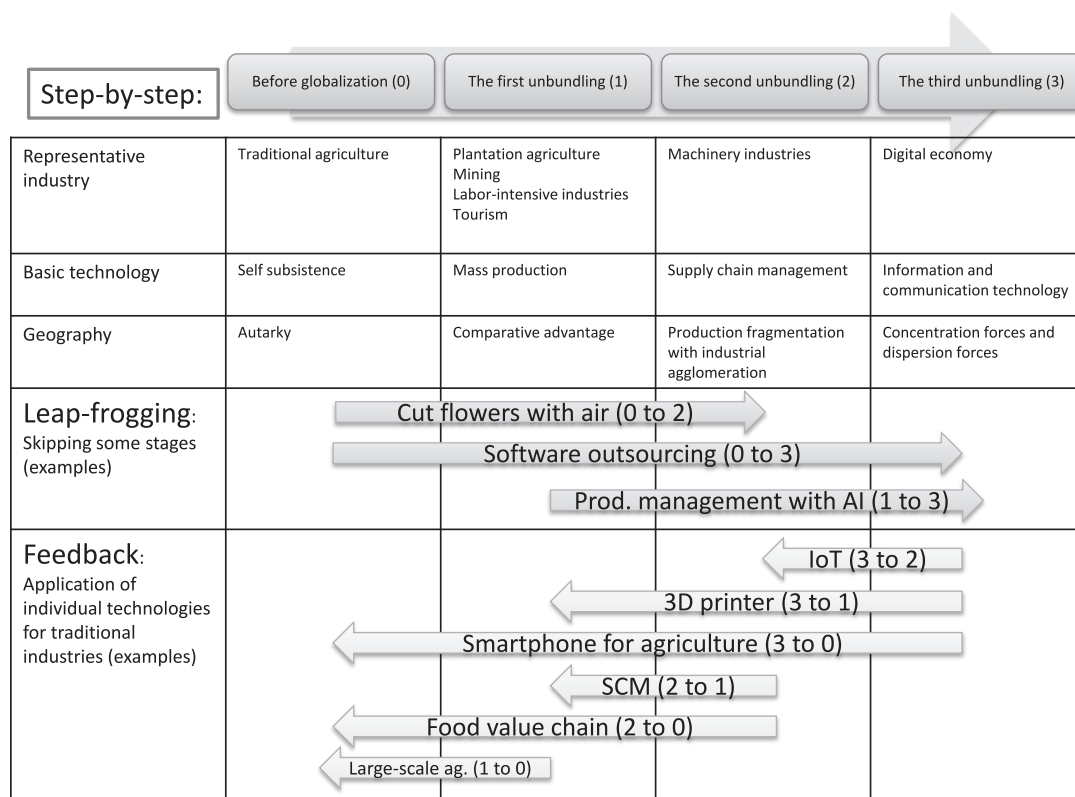 Step-by-step:
Before globalization (0)
The first unbundling (1)
The second unbundling (2)
The third unbundling (3)
Representative
industry
Traditional agriculture
Plantation agriculture
Mining
Labor-intensive industries
Tourism
Machinery industries
Digital economy
Basic technology
Self subsistence
Mass production
Supply chain management
Information and
communication technology
Geography
Autarky
Comparative advantage
Production fragmentation
with industrial
agglomeration
Concentration forces and
dispersion forces
Leap-frogging:
Skipping some stages
(examples)
Cut flowers with air (0 to 2)
Software outsourcing (0 to 3)
Prod. management with AI (1 to 3)
Feedback:
Application of
individual technologies
for traditional
industries (examples)
IoT (3 to 2)
3D printer (3 to 1)
Smartphone for agriculture (3 to 0)
SCM (2 to 1)
Food value chain (2 to 0)
Large-scale ag. (1 to 0)